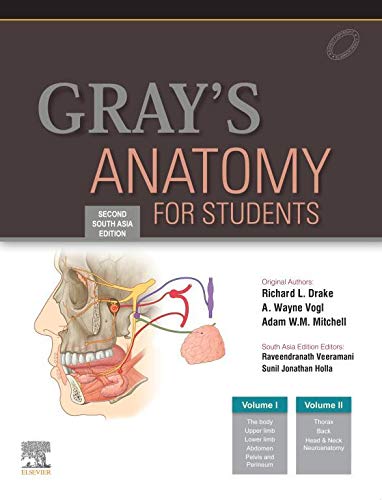 GRAY'S
ANATOMY
FOR STUDENTS
SECOND
SOUTH ASIA
EDITION
Original Authors:
Richard L. Drake
A. Wayne Vogl
Adam W.M. Mitchell
South Asia Edition Editors:
Raveendranath Veeramani
Sunil Jonathan Holla
Volume I
The body
Upper limb
Lower limb
Abdomen
Pelvis and
Perineum
Volume II
Thorax
Back
Head & Neck
Neuroanatomy
ELSEVIER